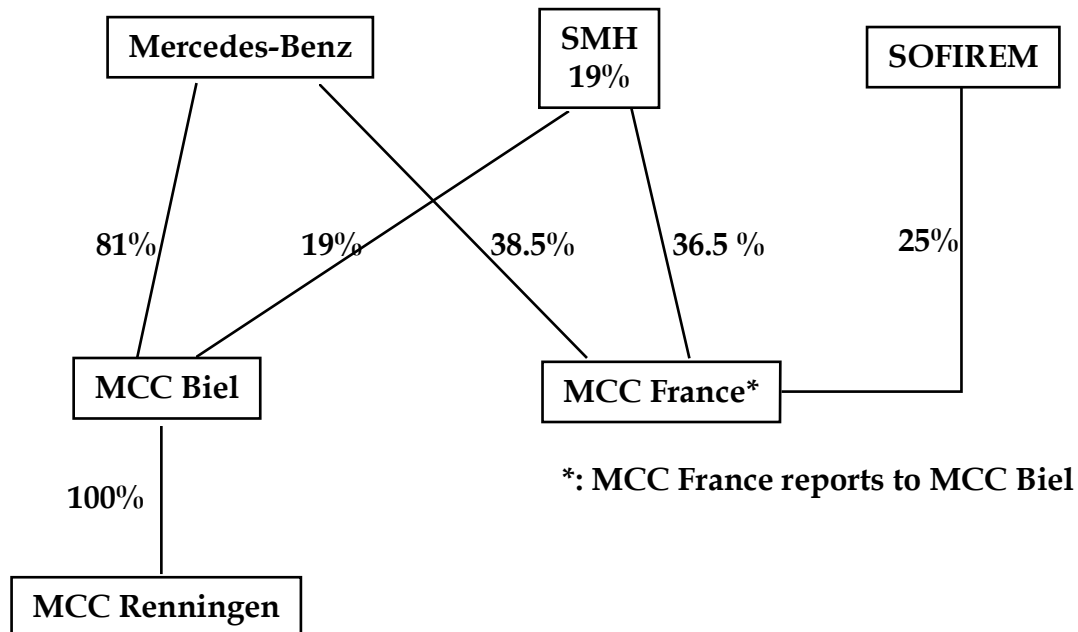 Mercedes-Benz
SMH
19%
SOFIREM
81%
19%
38.5%
36.5 %
25%
MCC Biel
MCC France*
*: MCC France reports to MCC Biel
100%
MCC Renningen